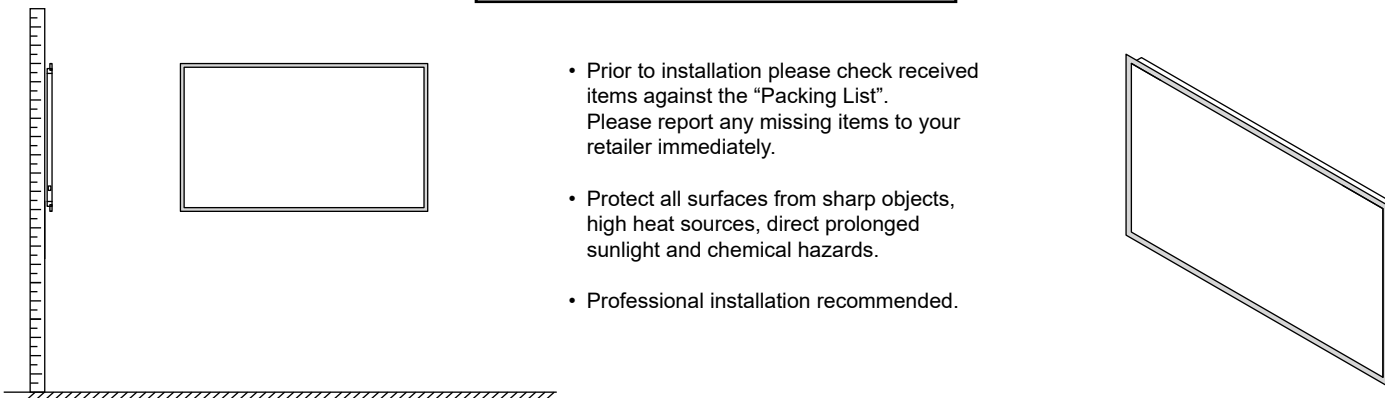 • Prior to installation please check received
items against the “Packing List”.
Please report any missing items to your
retailer immediately.
• Protect all surfaces from sharp objects,
high heat sources, direct prolonged
sunlight and chemical hazards.
• Professional installation recommended.